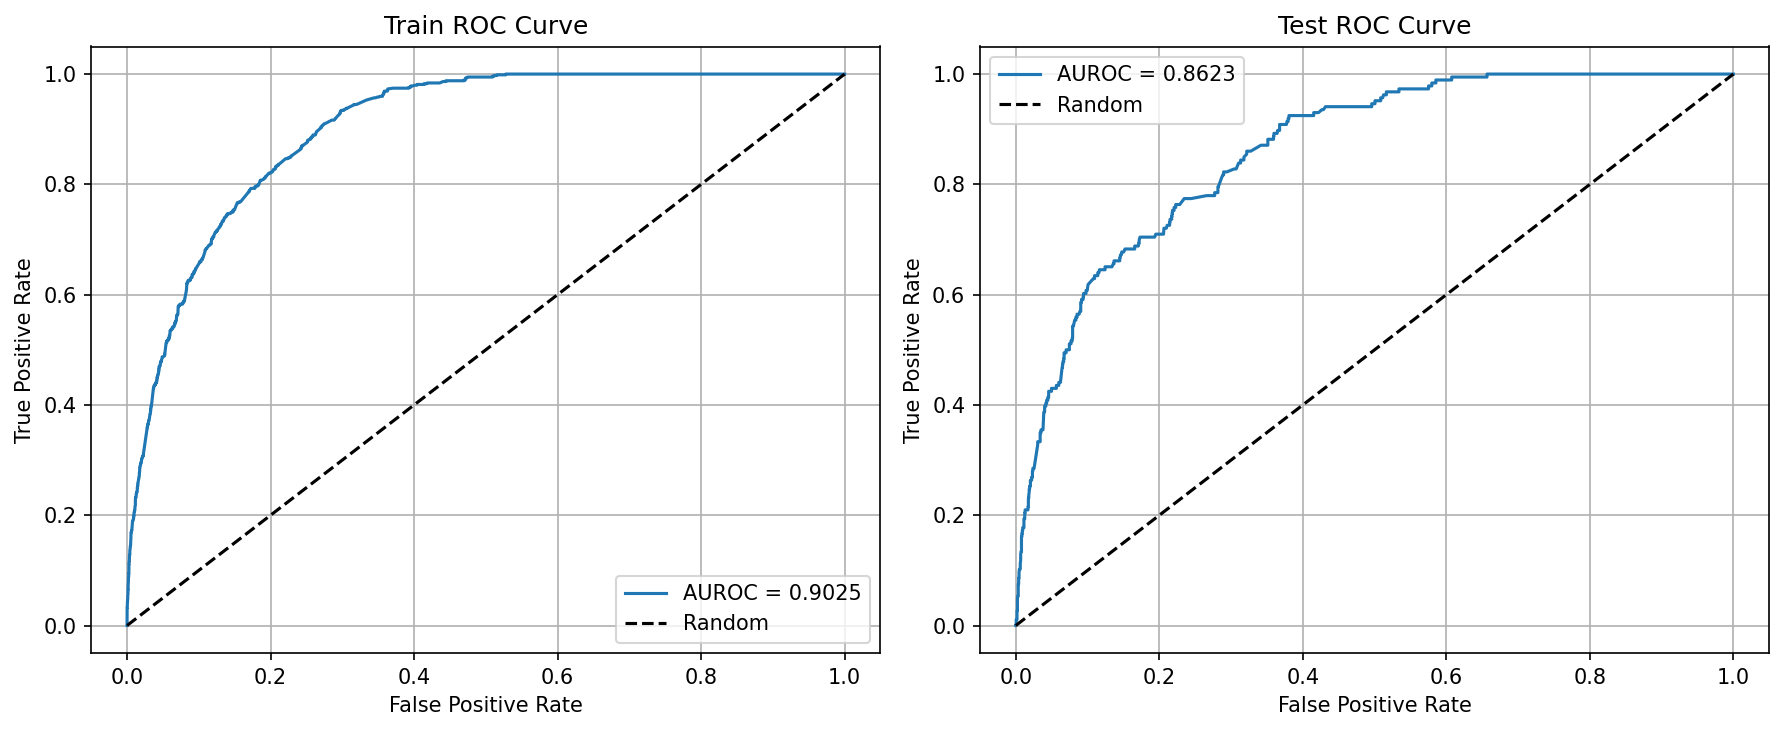 Train ROC Curve
True Positive Rate
1.0
0.8
0.6
0.4
0.2
0.0
AUROC = 0.9025
Random
0.0 0.2 0.4 0.6 0.8 1.0
False Positive Rate
Test ROC Curve
AUROC = 0.8623
Random
True Positive Rate
1.0
0.8
0.6
0.4
0.2
0.0
0.0 0.2 0.4 0.6 0.8 1.0
False Positive Rate